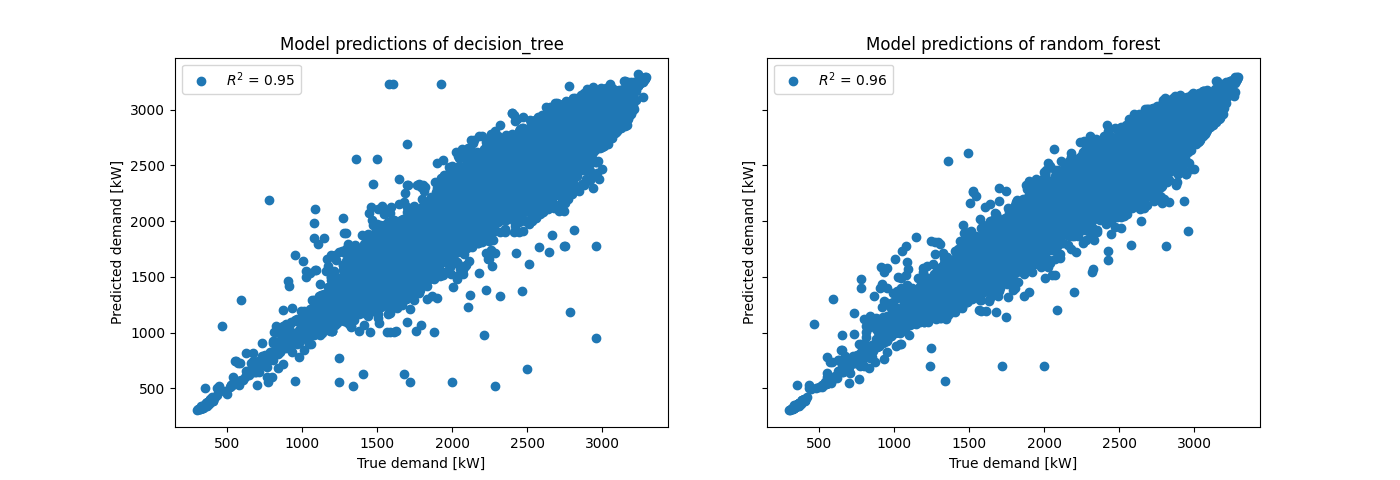 Model predictions of decision_tree
R² = 0.95
3000
2500
2000
1500
1000
500
Predicted demand [kW]
500 1000 1500 2000 2500 3000
True demand [kW]
Model predictions of random_forest
R² = 0.96
Predicted demand [kW]
500 1000 1500 2000 2500 3000
True demand [kW]